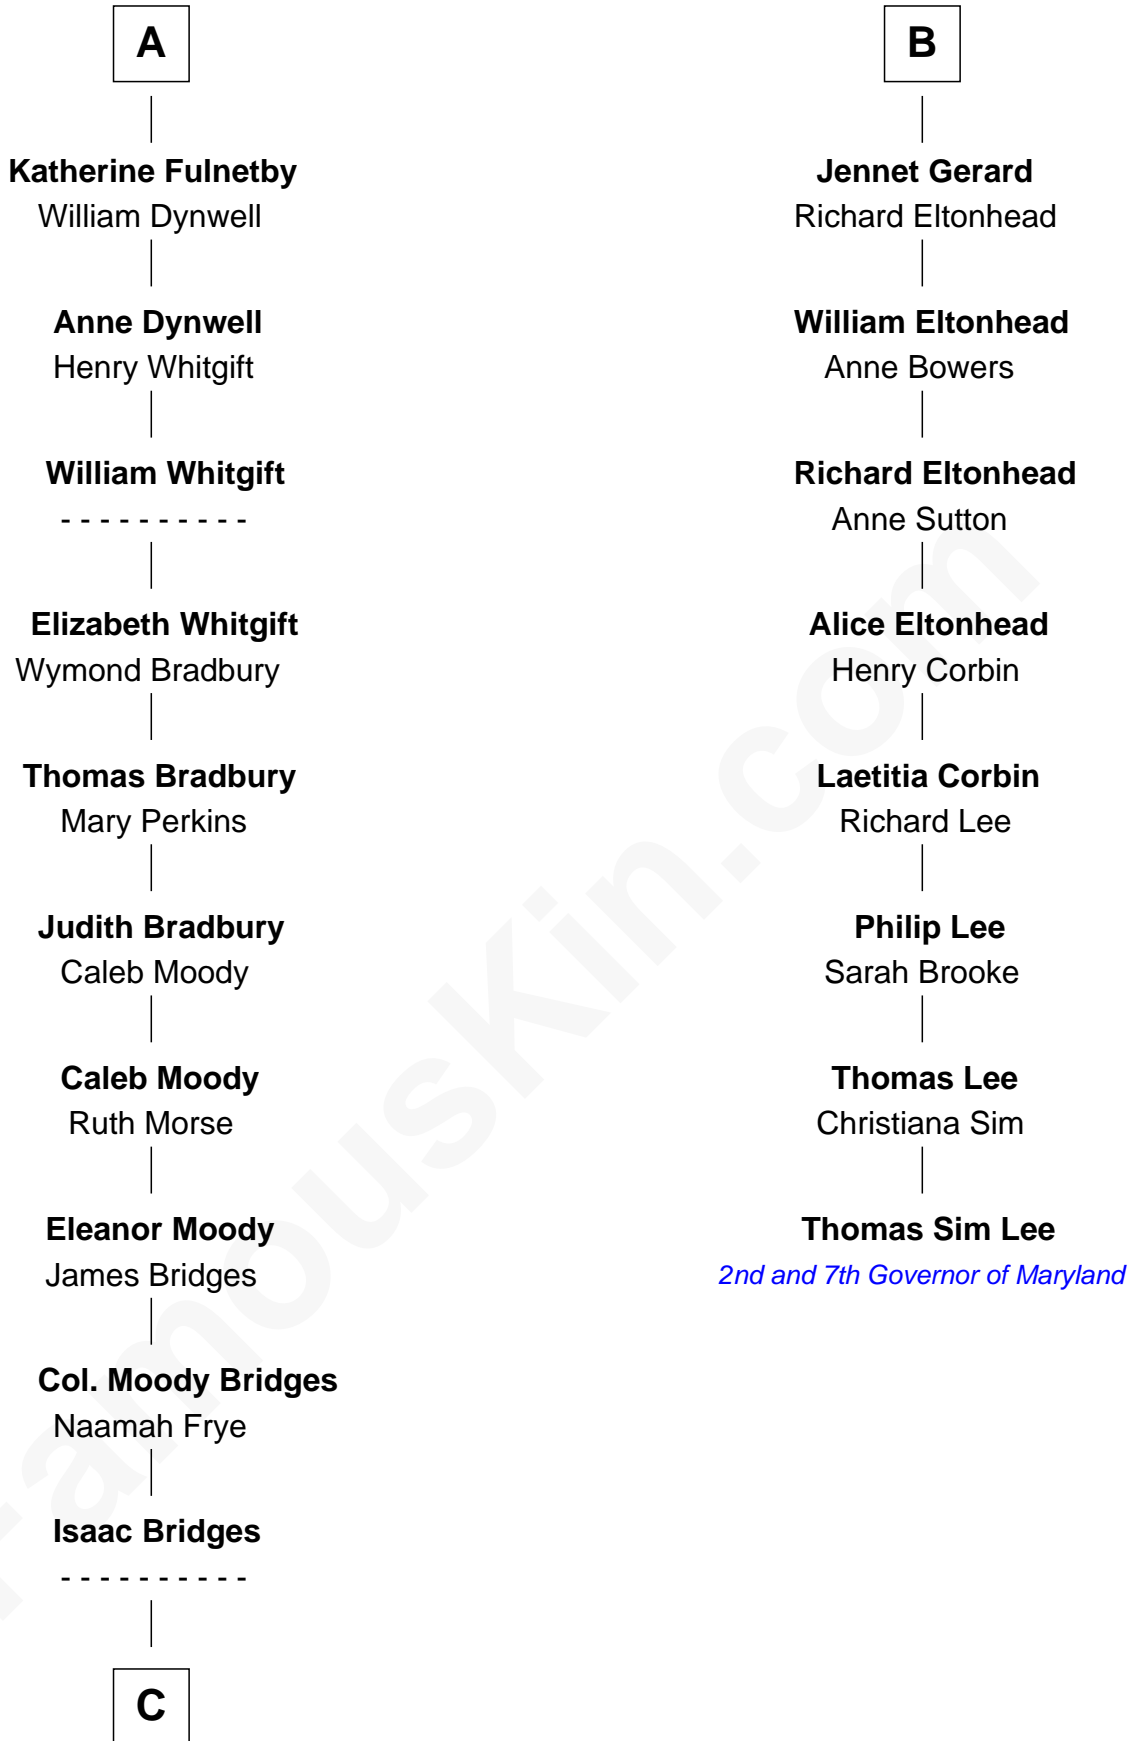 A
Katherine Fulnetby
William Dynwell
Anne Dynwell
Henry Whitgift
William Whitgift
- - - - - - - - - -
Elizabeth Whitgift
Wymond Bradbury
Thomas Bradbury
Mary Perkins
Judith Bradbury
Caleb Moody
Caleb Moody
Ruth Morse
Eleanor Moody
James Bridges
Col. Moody Bridges
Naamah Frye
Isaac Bridges
- - - - - - - - - -
C
B
Jennet Gerard
Richard Eltonhead
William Eltonhead
Anne Bowers
Richard Eltonhead
Anne Sutton
Alice Eltonhead
Henry Corbin
Laetitia Corbin
Richard Lee
Philip Lee
Sarah Brooke
Thomas Lee
Christiana Sim
Thomas Sim Lee
2nd and 7th Governor of Maryland
FamousKin.com